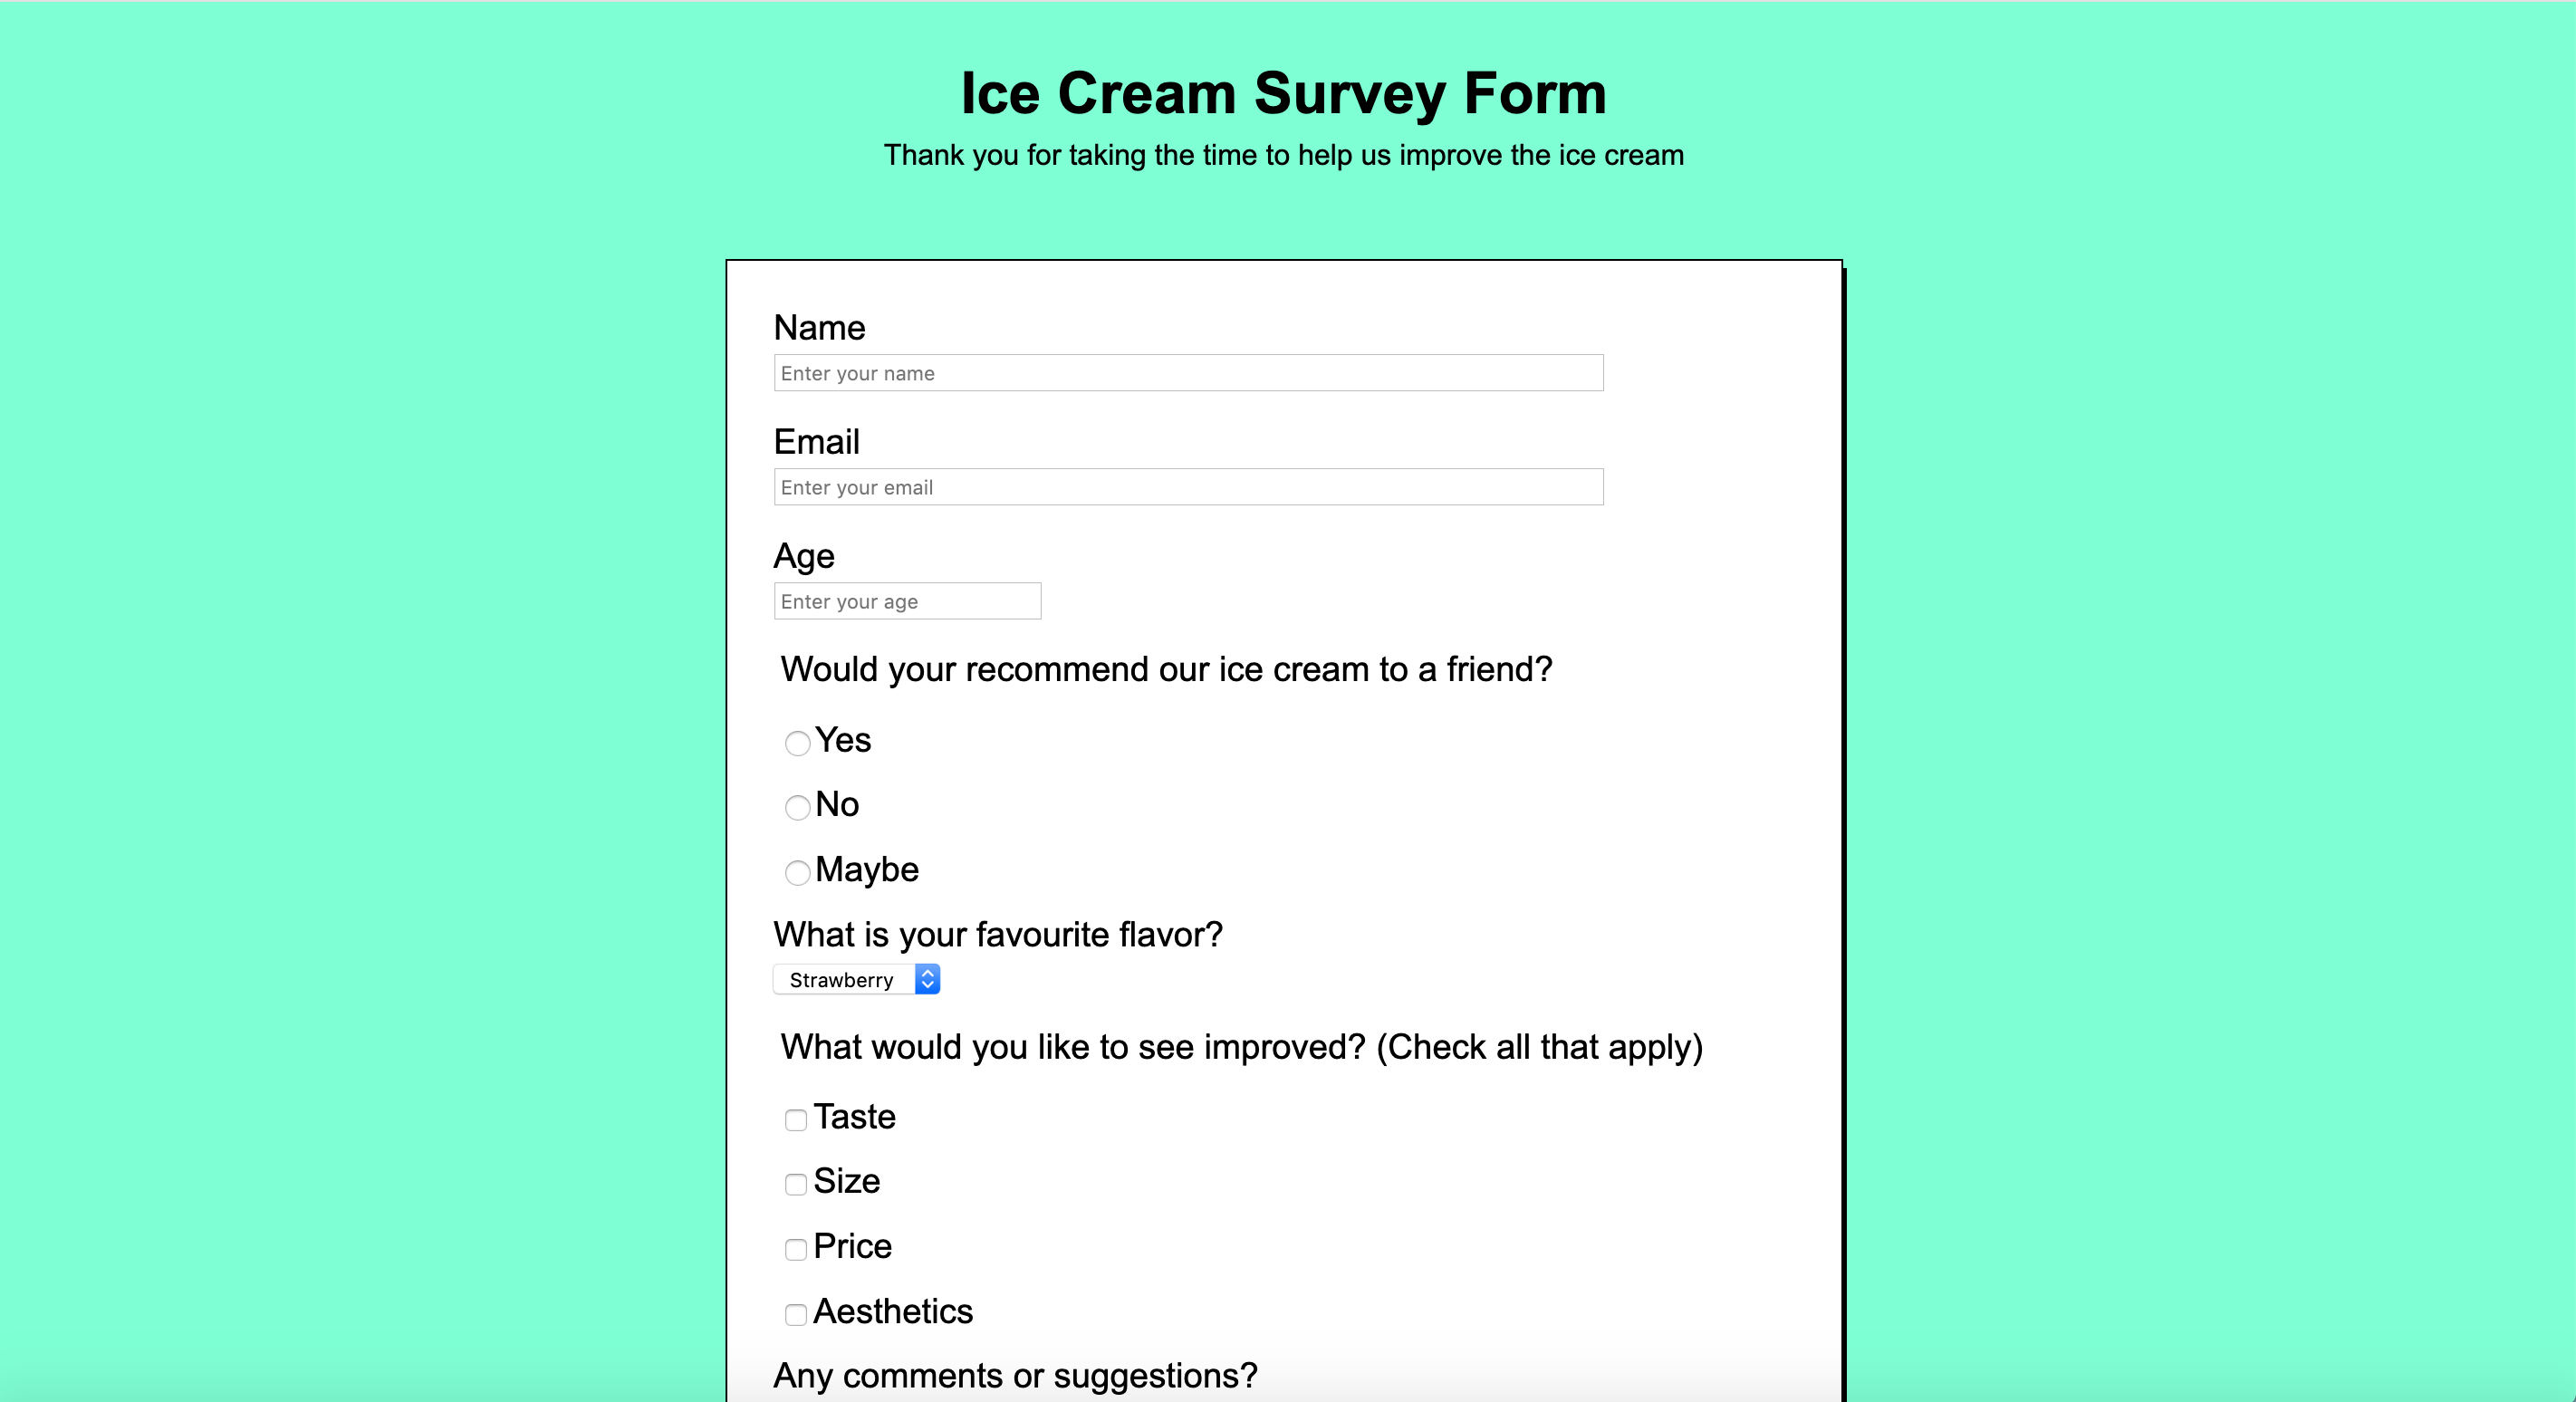 Ice Cream Survey Form
Thank you for taking the time to help us improve the ice cream
Name
Enter your name
Email
Enter your email
Age
Enter your age
Would your recommend our ice cream to a friend?
Yes
No
Maybe
What is your favourite flavor?
Strawberry
What would you like to see improved? (Check all that apply)
Taste
Size
Price
Aesthetics
Any comments or suggestions?